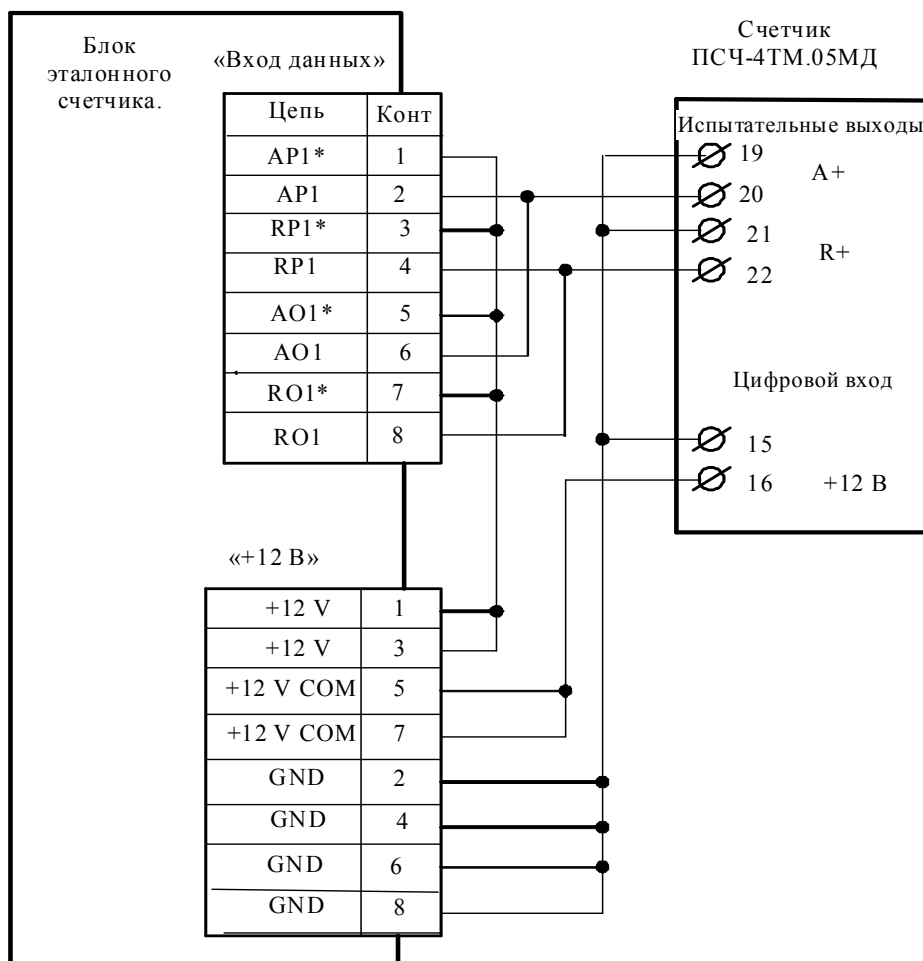 Блок
эталонного
счетчика.
«Вход данных»
Цепь Конт
AP1* 1
AP1 2
RP1* 3
RP1 4
AO1* 5
AO1 6
RO1* 7
RO1 8
«+12 В»
+12 V 1
+12 V 3
+12 V COM 5
+12 V COM 7
GND 2
GND 4
GND 6
GND 8
Счетчик
ПСЧ-4ТМ.05МД
Испытательные выходы
19
A+
20
21
R+
22
Цифровой вход
15
16 +12 В